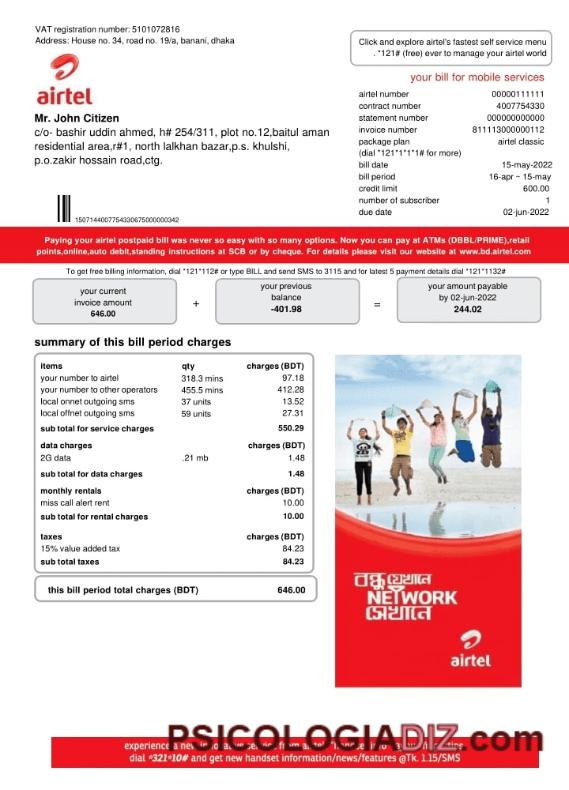 VAT registration number: 5101072816
Address: House no. 34, road no. 19/a, banani, dhaka
airtel
Mr. John Citizen
c/o- bashir uddin ahmed, h# 254/311, plot no.12,baitul aman
residential area,r#1, north lalkhan bazar,p.s. khulshi,
p.o.zakir hossain road,ctg.
15071440077543306750000000342
Click and explore airtel's fastest self service menu
. *121# (free) ever to manage your airtel world
your bill for mobile services
airtel number 00000111111
contract number 4007754330
statement number 000000000000
invoice number 811113000000112
package plan airtel classic
(dial *121*1*1*1# for more)
bill date 15-may-2022
bill period 16-apr ~ 15-may
credit limit 600.00
number of subscriber 1
due date 02-jun-2022
Paying your airtel postpaid bill was never so easy with so many options. Now you can pay at ATMs (DBBL/PRIME),retail
points,online,auto debit,standing instructions at SCB or by cheque. For details please visit our website at www.bd.airtel.com
To get free billing information, dial *121*112# or type BILL and send SMS to 3115 and for latest 5 payment details dial *121*1132#
your current
invoice amount
646.00
+
your previous
balance
-401.98
=
your amount payable
by 02-jun-2022
244.02
summary of this bill period charges
items qty charges (BDT)
your number to airtel 318.3 mins 97.18
your number to other operators 455.5 mins 412.28
local onnet outgoing sms 37 units 13.52
local offnet outgoing sms 59 units 27.31
sub total for service charges 550.29
data charges charges (BDT)
2G data .21 mb 1.48
sub total for data charges 1.48
monthly rentals charges (BDT)
miss call alert rent 10.00
sub total for rental charges 10.00
taxes charges (BDT)
15% value added tax 84.23
sub total taxes 84.23
this bill period total charges (BDT) 646.00
বন্ধু যেখানে
NETWORK
সেখানে
airtel
PSICOLOGIADIZ.com
experience a new
dial *321*10# and get new handset information/news/features @Tk. 1.15/SMS